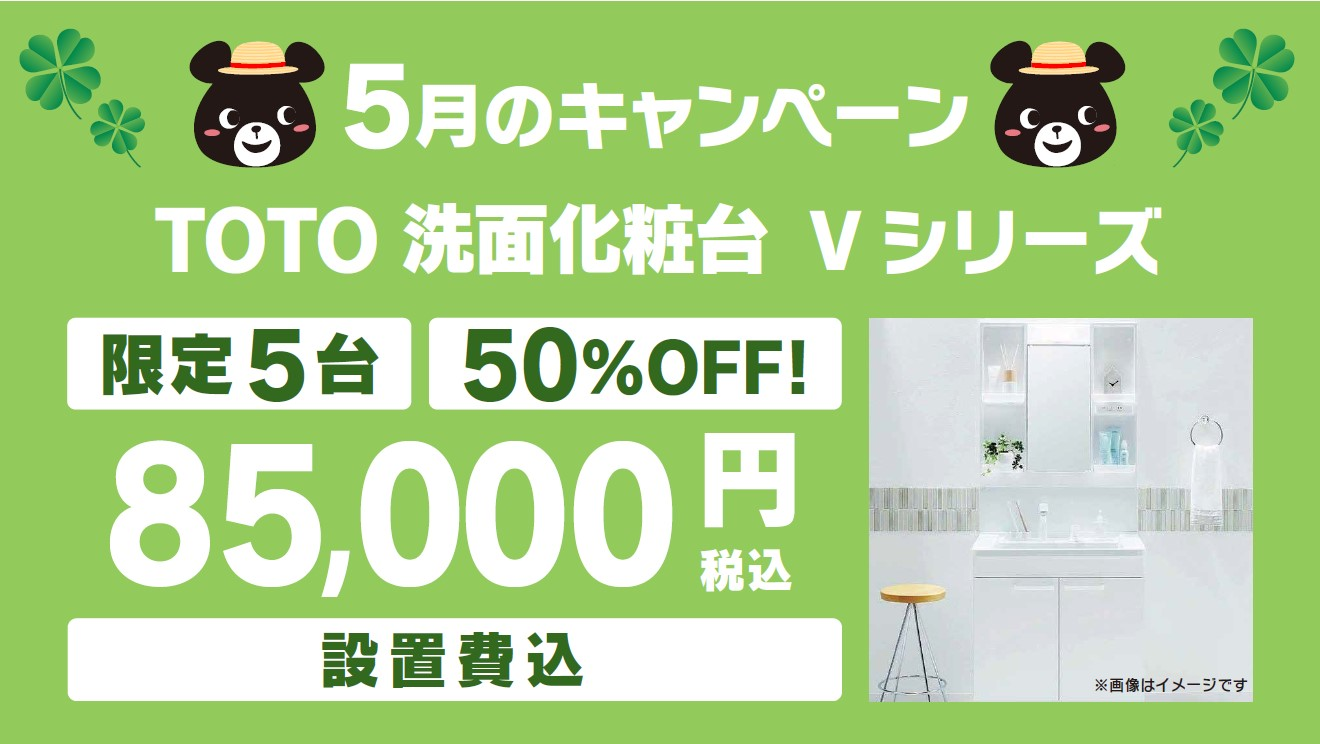 5月のキャンペーン
TOTO 洗面化粧台 Vシリーズ
限定5台
50%OFF!
85,000円
税込
設置費込
※画像はイメージです